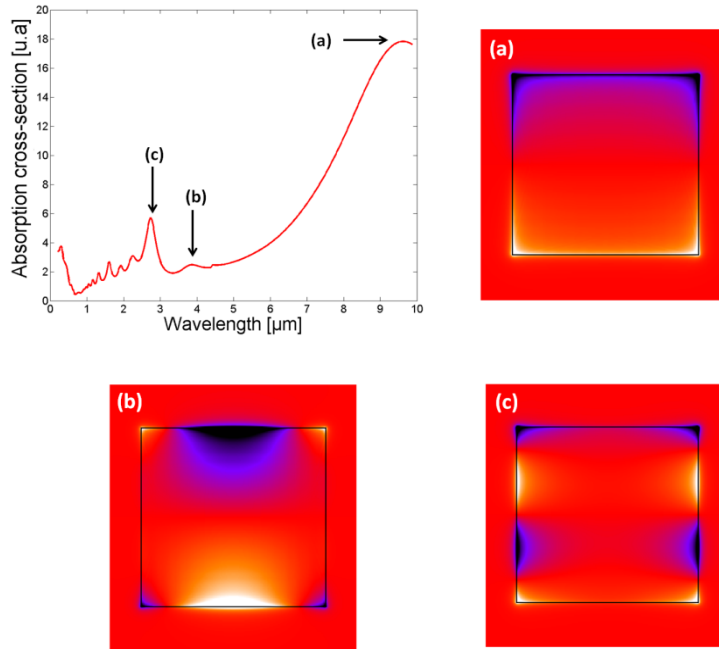 Absorption cross-section [u.a]
20
18
16
14
12
10
8
6
4
2
0
0 1 2 3 4 5 6 7 8 9 10
Wavelength [µm]
(a)
(c)
(b)
(a)
(b)
(c)